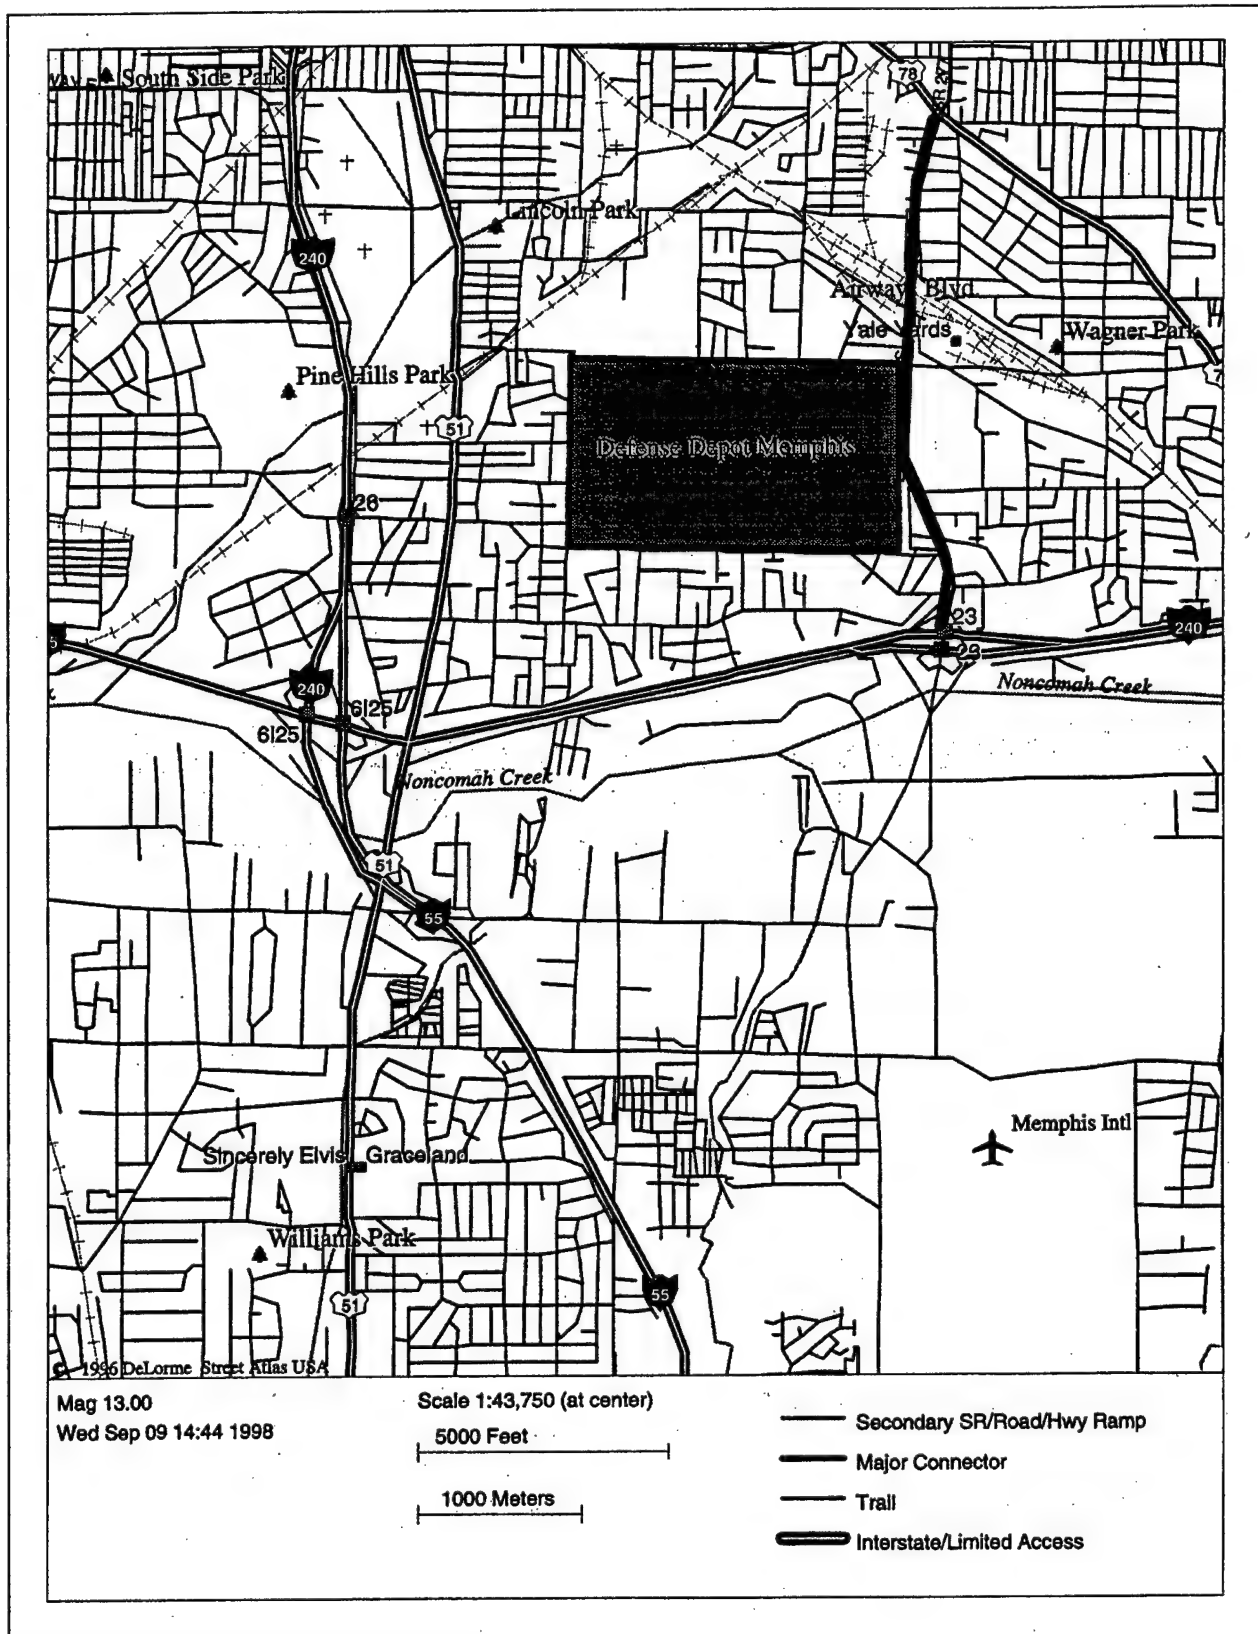 South Side Park
78
SR 27
Lincoln Park
240
Airways Blvd.
Yale Yards
Wagner Park
Pine Hills Park
51
Defense Depot Memphis
26
23
240
240
Noncomah Creek
6|25
6|25
Noncomah Creek
51
55
Memphis Intl
Sincerely Elvis
Graceland
Williams Park
51
55
1996 DeLorme Street Atlas USA
Mag 13.00
Wed Sep 09 14:44 1998
Scale 1:43,750 (at center)
5000 Feet
1000 Meters
Secondary SR/Road/Hwy Ramp
Major Connector
Trail
Interstate/Limited Access